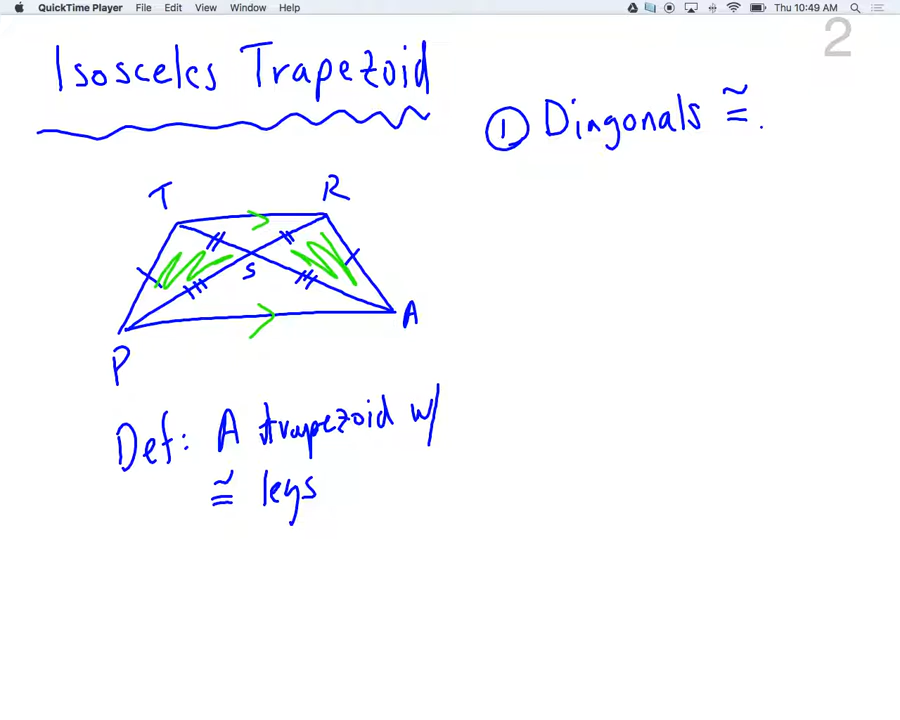 QuickTime Player File Edit View Window Help Thu 10:49 AM
2
Isosceles Trapezoid
① Diagonals ≅.
T R
S
A
P
Def: A trapezoid w/
≅ legs